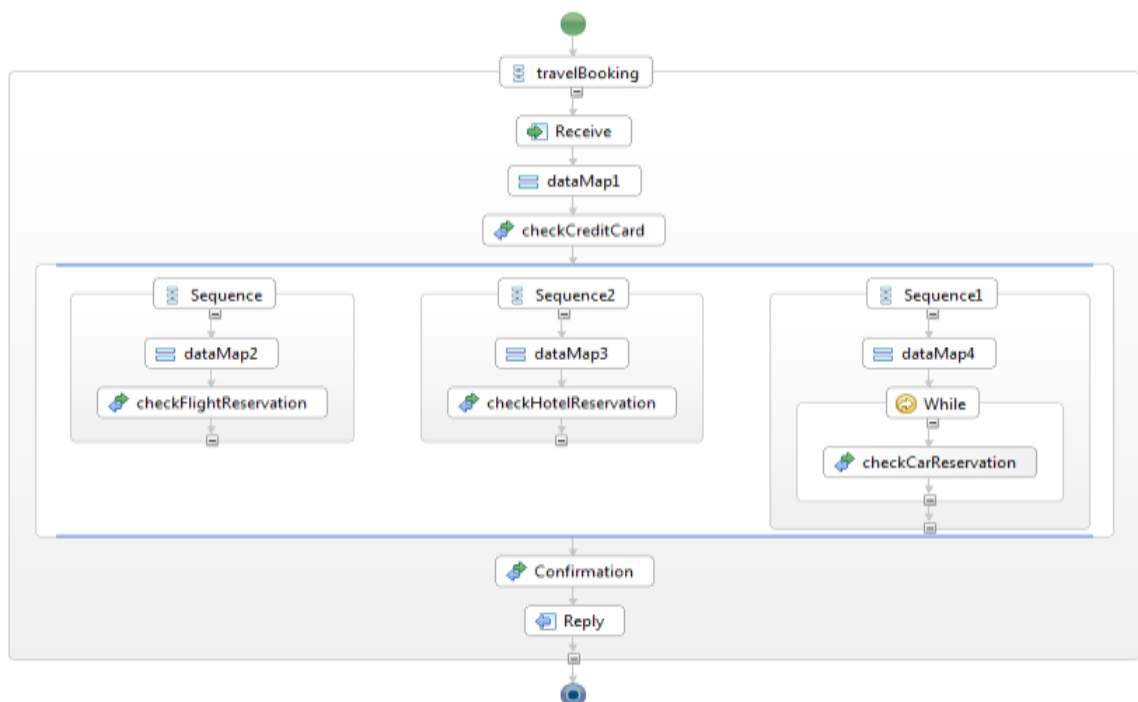 travelBooking
Receive
dataMap1
checkCreditCard
Sequence
Sequence2
Sequence1
dataMap2
dataMap3
dataMap4
checkFlightReservation
checkHotelReservation
While
checkCarReservation
Confirmation
Reply